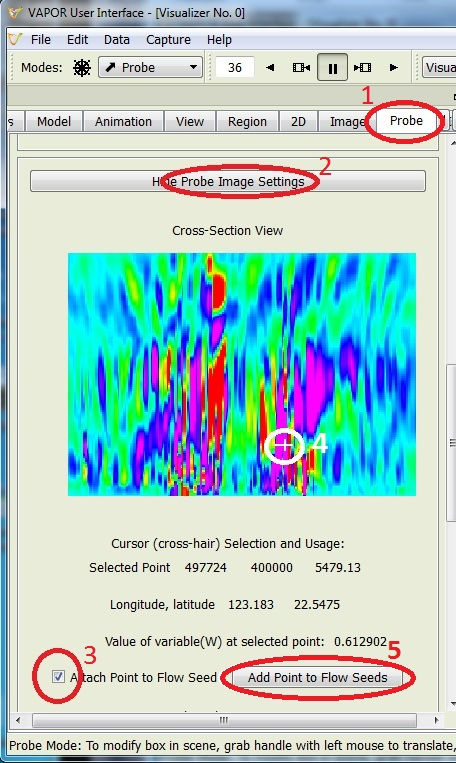 VAPOR User Interface - [Visualizer No. 0]
File Edit Data Capture Help
Modes: Probe 36 Visua
1
s Model Animation View Region 2D Image Probe
2
Hide Probe Image Settings
Cross-Section View
4
Cursor (cross-hair) Selection and Usage:
Selected Point 497724 400000 5479.13
Longitude, latitude 123.183 22.5475
Value of variable(W) at selected point: 0.612902
3 5
Attach Point to Flow Seed Add Point to Flow Seeds
Probe Mode: To modify box in scene, grab handle with left mouse to translate,